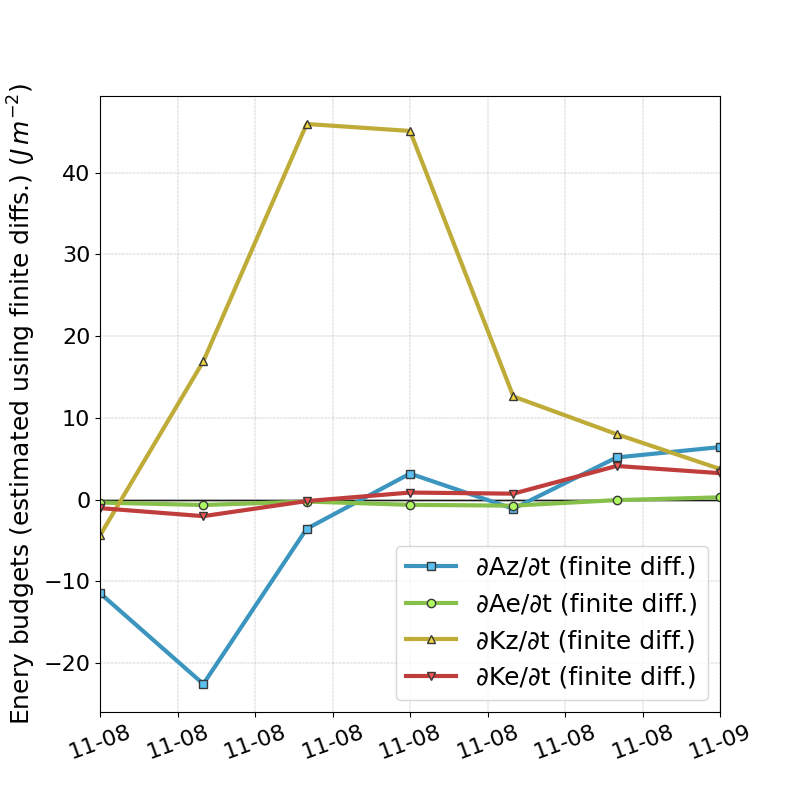 Enery budgets (estimated using finite diffs.) (J m⁻²)
40
30
20
10
0
−10
−20
11-08 11-08 11-08 11-08 11-08 11-08 11-08 11-08 11-09
∂Az/∂t (finite diff.)
∂Ae/∂t (finite diff.)
∂Kz/∂t (finite diff.)
∂Ke/∂t (finite diff.)